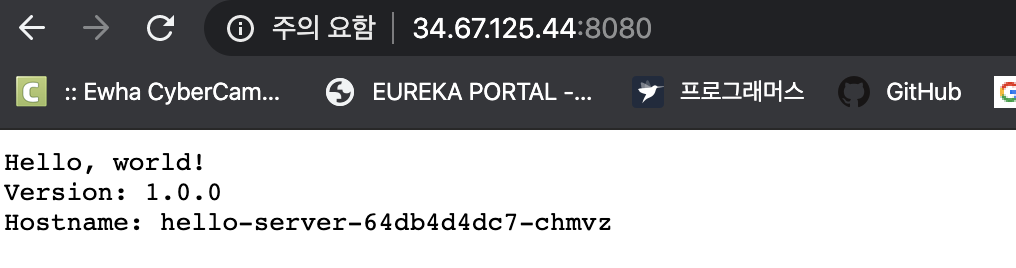 주의 요함 34.67.125.44:8080
:: Ewha CyberCam... EUREKA PORTAL -... 프로그래머스 GitHub
Hello, world!
Version: 1.0.0
Hostname: hello-server-64db4d4dc7-chmvz